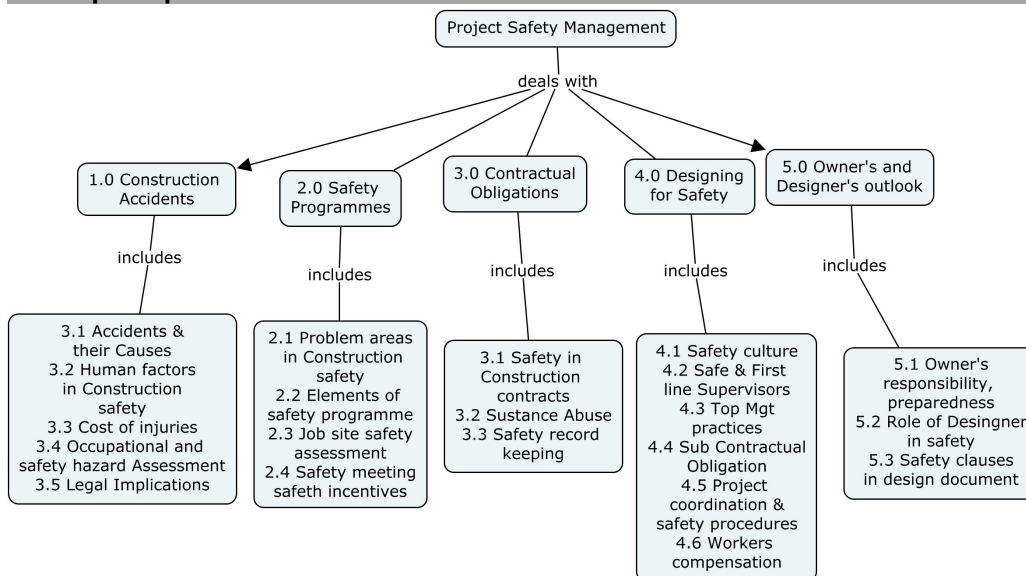 Project Safety Management
deals with
1.0 Construction
Accidents
2.0 Safety
Programmes
3.0 Contractual
Obligations
4.0 Designing
for Safety
5.0 Owner's and
Designer's outlook
includes
includes
includes
includes
includes
3.1 Accidents &
their Causes
3.2 Human factors
in Construction
safety
3.3 Cost of injuries
3.4 Occupational and
safety hazard Assessment
3.5 Legal Implications
2.1 Problem areas
in Construction
safety
2.2 Elements of
safety programme
2.3 Job site safety
assessment
2.4 Safety meeting
safeth incentives
3.1 Safety in
Construction
contracts
3.2 Sustance Abuse
3.3 Safety record
keeping
4.1 Safety culture
4.2 Safe & First
line Supervisors
4.3 Top Mgt
practices
4.4 Sub Contractual
Obligation
4.5 Project
coordination &
safety procedures
4.6 Workers
compensation
5.1 Owner's
responsibility,
preparedness
5.2 Role of Desingner
in safety
5.3 Safety clauses
in design document